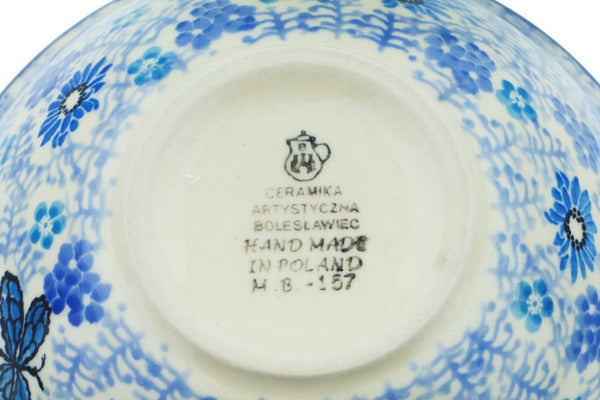 CERAMIKA
ARTYSTYCZNA
BOLESŁAWIEC
HAND MADE
IN POLAND
M.B.-157